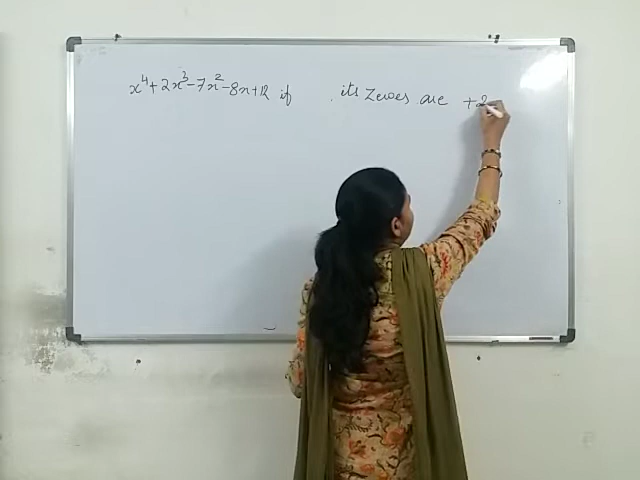 x⁴+2x³-7x²-8x+12 if its zeroes are +2